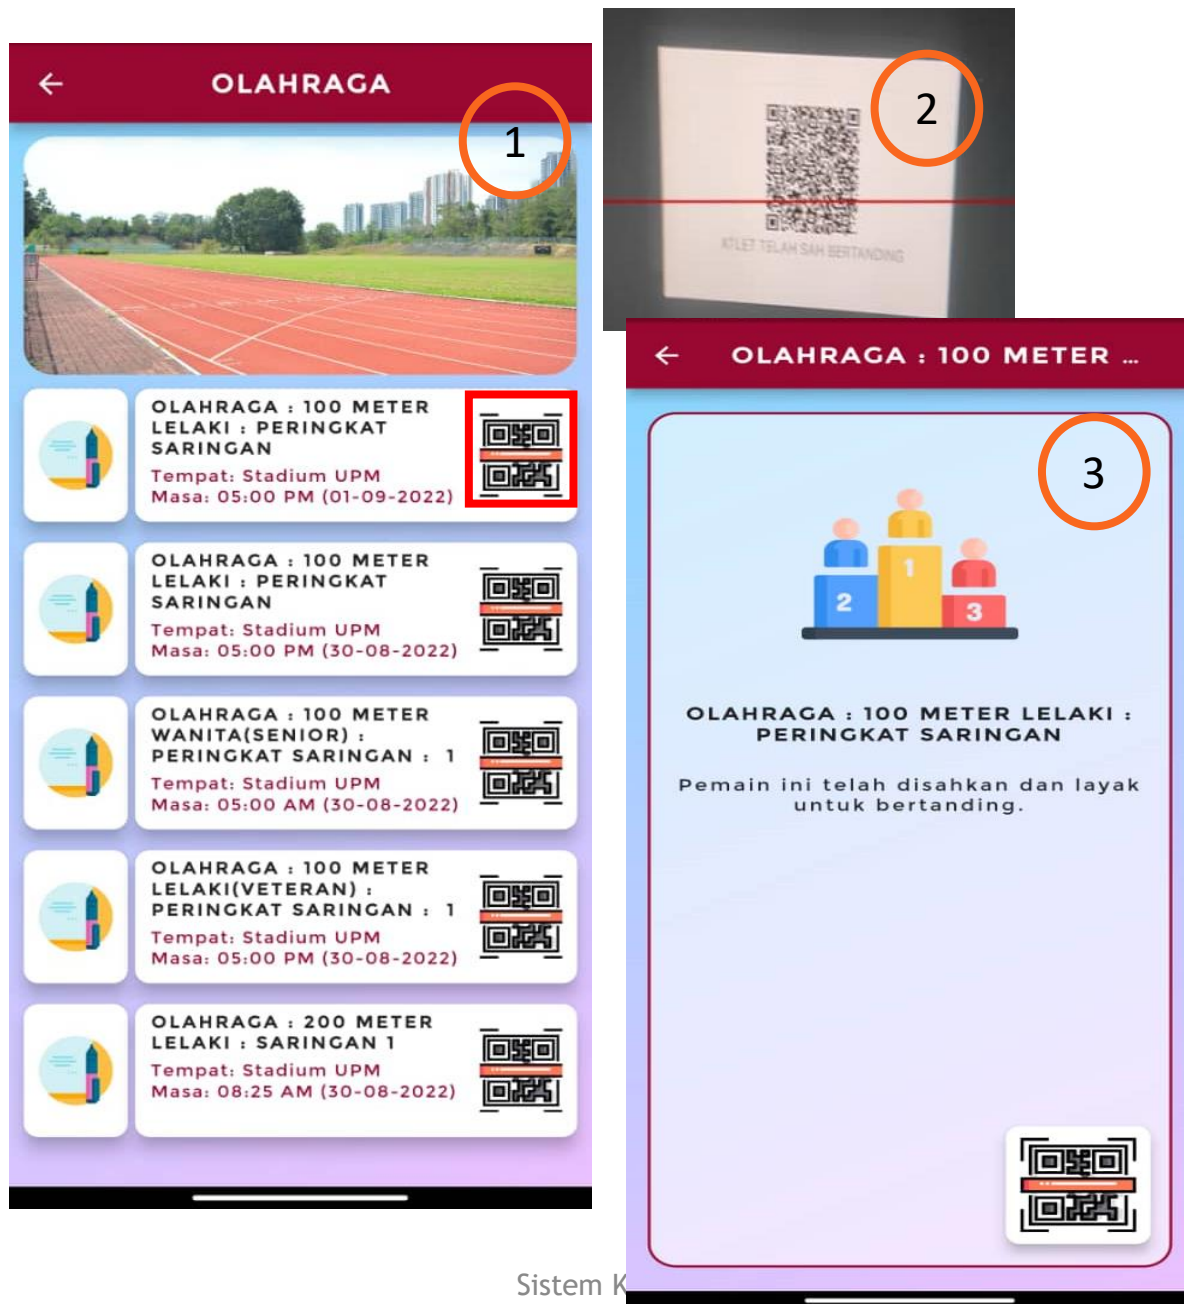 OLAHRAGA
1
OLAHRAGA : 100 METER
LELAKI : PERINGKAT
SARINGAN
Tempat: Stadium UPM
Masa: 05:00 PM (01-09-2022)
OLAHRAGA : 100 METER
LELAKI : PERINGKAT
SARINGAN
Tempat: Stadium UPM
Masa: 05:00 PM (30-08-2022)
OLAHRAGA : 100 METER
WANITA(SENIOR) :
PERINGKAT SARINGAN : 1
Tempat: Stadium UPM
Masa: 05:00 AM (30-08-2022)
OLAHRAGA : 100 METER
LELAKI(VETERAN) :
PERINGKAT SARINGAN : 1
Tempat: Stadium UPM
Masa: 05:00 PM (30-08-2022)
OLAHRAGA : 200 METER
LELAKI : SARINGAN 1
Tempat: Stadium UPM
Masa: 08:25 AM (30-08-2022)
2
ATLET TELAH SAH BERTANDING
OLAHRAGA : 100 METER ...
3
1
2
3
OLAHRAGA : 100 METER LELAKI :
PERINGKAT SARINGAN
Pemain ini telah disahkan dan layak
untuk bertanding.
Sistem K